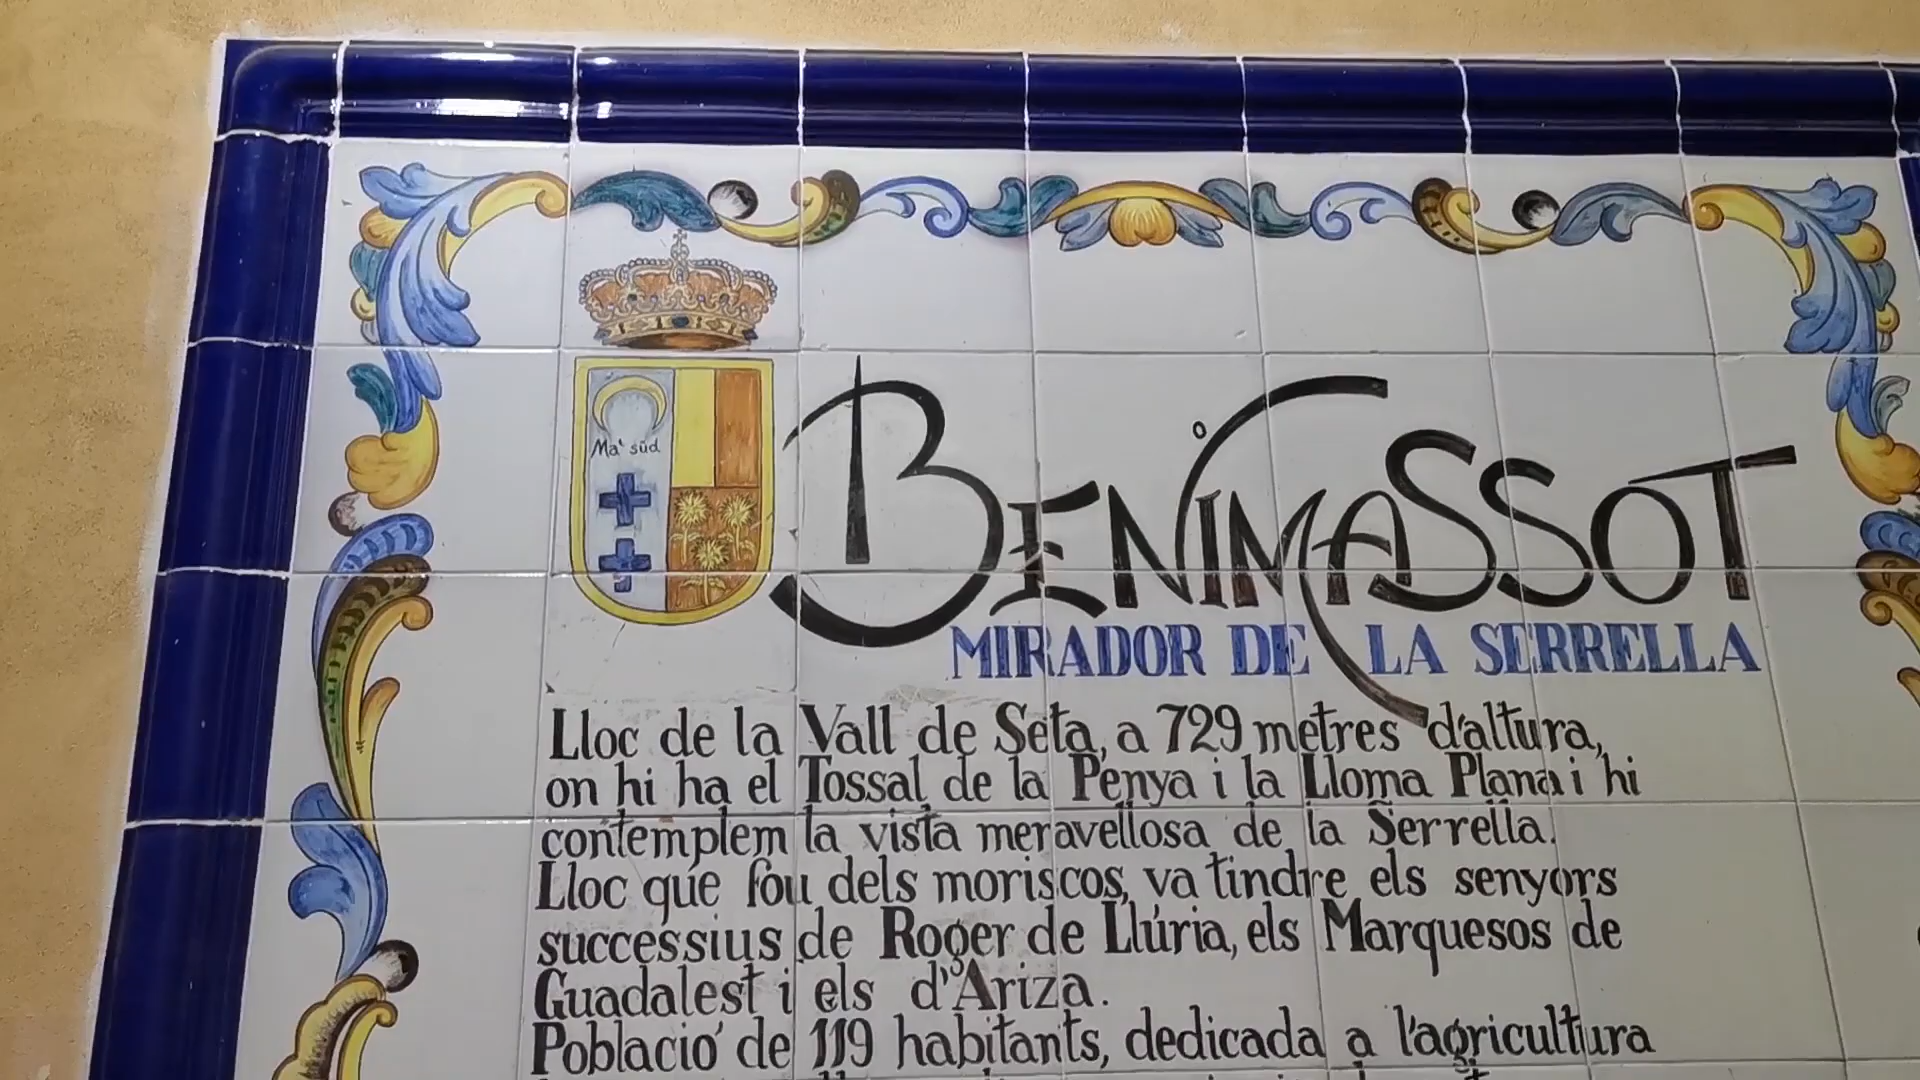 Ma' sūd
BENIMASSOT
MIRADOR DE LA SERRELLA
Lloc de la Vall de Seta, a 729 metres d'altura,
on hi ha el Tossal de la Penya i la Lloma Plana i hi
contemplem la vista meravellosa de la Serrella.
Lloc que fou dels moriscos, va tindre els senyors
successius de Roger de Llúria, els Marquesos de
Guadalest i els d'Ariza.
Població de 119 habitants, dedicada a l'agricultura